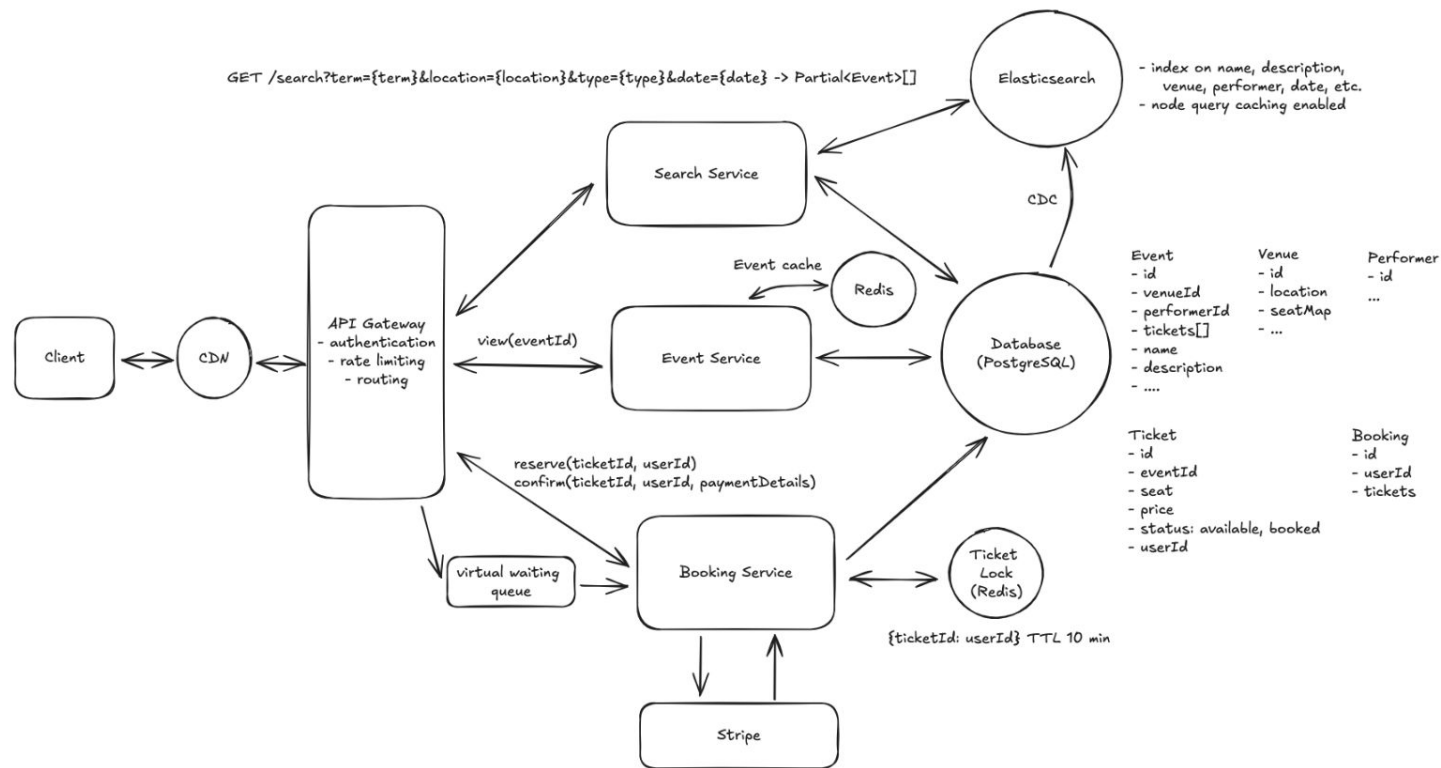 GET /search?term={term}&location={location}&type={type}&date={date} -> Partial<Event>[]
Elasticsearch
- index on name, description,
venue, performer, date, etc.
- node query caching enabled
Search Service
CDC
Event cache
Redis
Client
CDN
API Gateway
- authentication
- rate limiting
- routing
view(eventId)
Event Service
Database
(PostgreSQL)
Event
- id
- venueId
- performerId
- tickets[]
- name
- description
- ....
Venue
- id
- location
- seatMap
- ...
Performer
- id
...
reserve(ticketId, userId)
confirm(ticketId, userId, paymentDetails)
virtual waiting
queue
Booking Service
Ticket
Lock
(Redis)
{ticketId: userId} TTL 10 min
Ticket
- id
- eventId
- seat
- price
- status: available, booked
- userId
Booking
- id
- userId
- tickets
Stripe